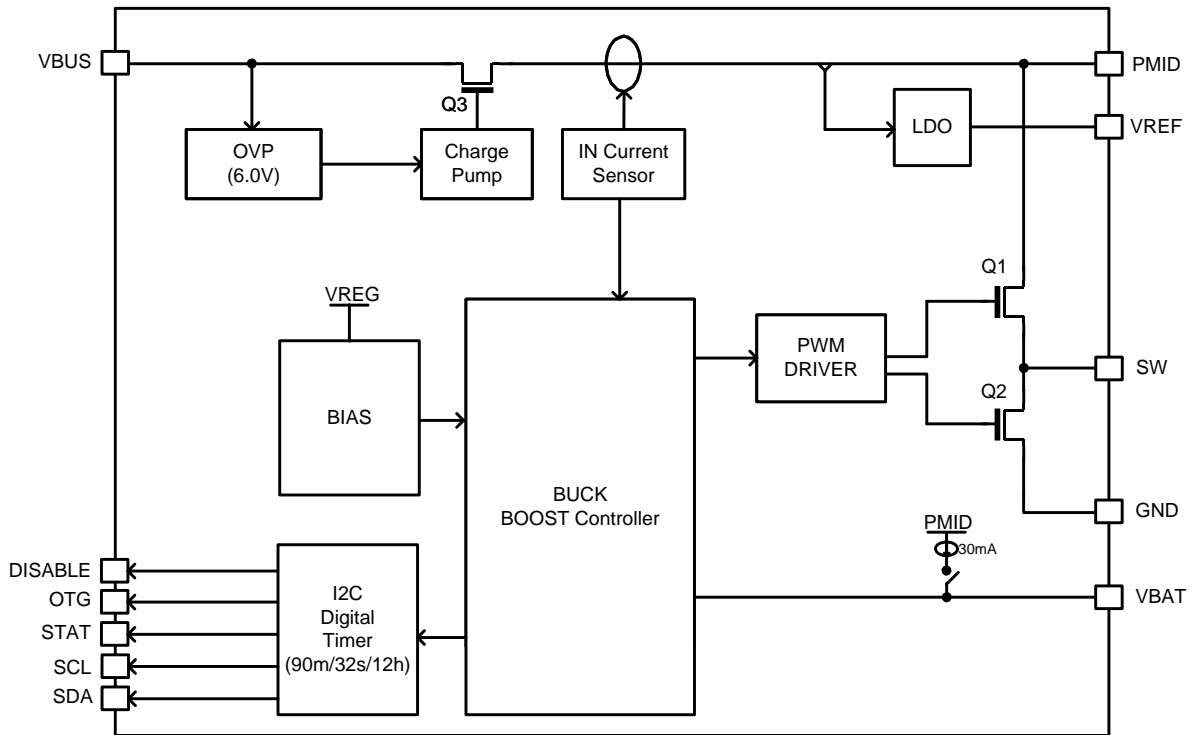 VBUS
PMID
Q3
LDO
VREF
OVP
(6.0V)
Charge
Pump
IN Current
Sensor
Q1
VREG
PWM
DRIVER
SW
Q2
BIAS
BUCK
BOOST Controller
GND
PMID
30mA
DISABLE
OTG
STAT
SCL
SDA
I2C
Digital
Timer
(90m/32s/12h)
VBAT